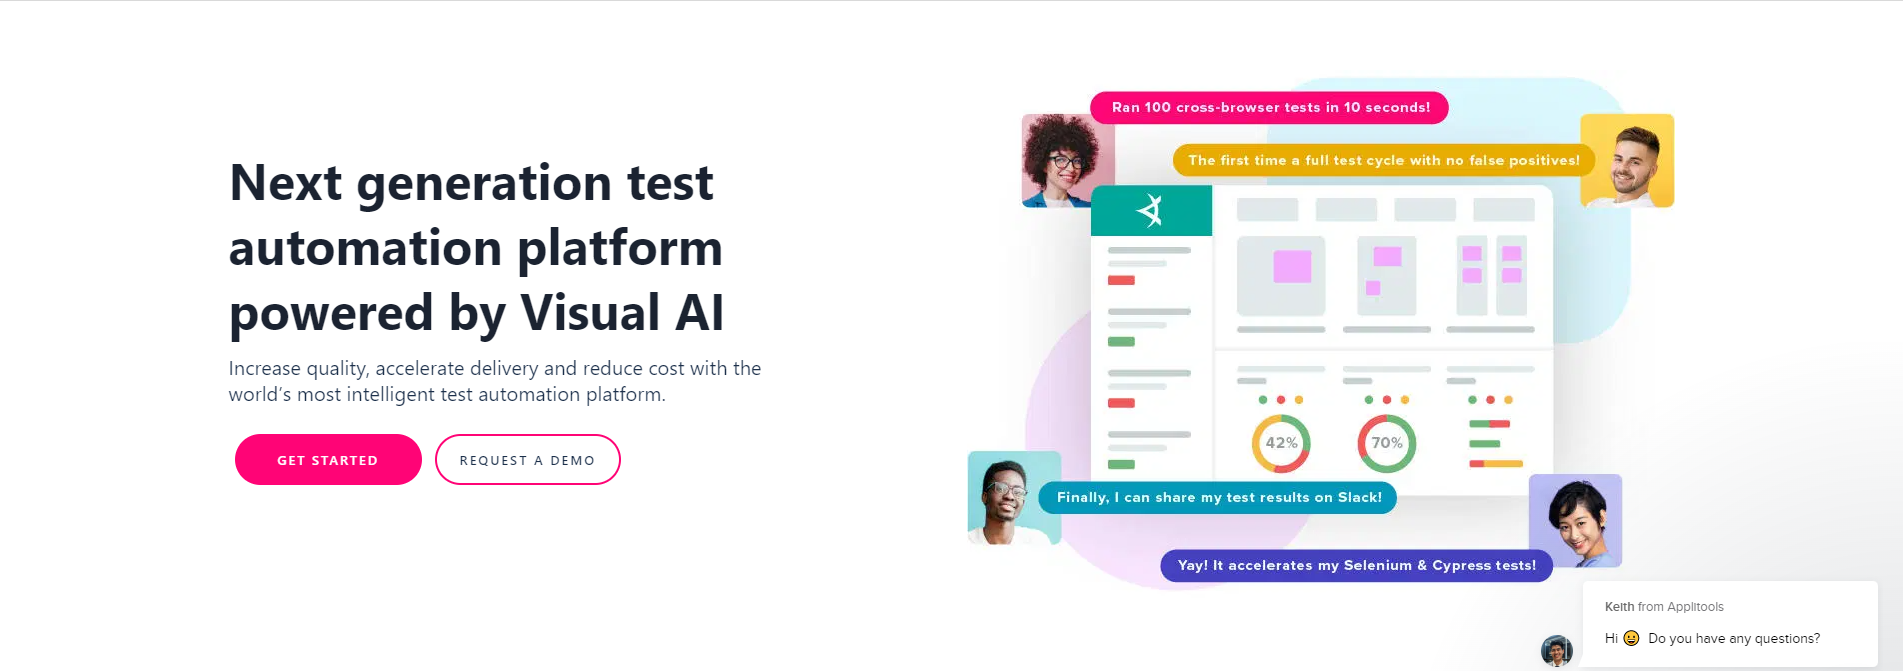 Next generation test
automation platform
powered by Visual AI
Increase quality, accelerate delivery and reduce cost with the
world’s most intelligent test automation platform.
GET STARTED
REQUEST A DEMO
Ran 100 cross-browser tests in 10 seconds!
The first time a full test cycle with no false positives!
42%
70%
Finally, I can share my test results on Slack!
Yay! It accelerates my Selenium & Cypress tests!
Keith from Applitools
Hi 😀 Do you have any questions?